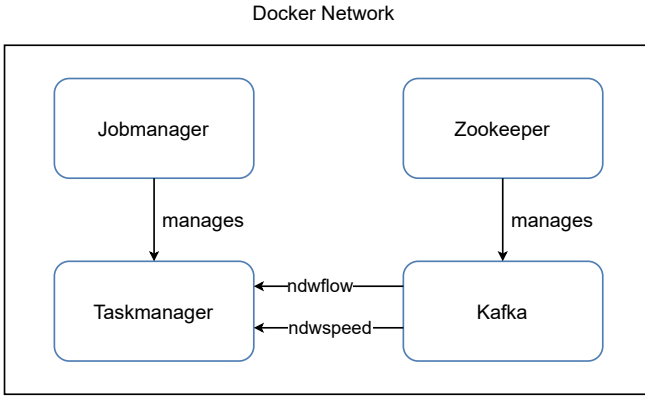 Docker Network
Jobmanager
Zookeeper
manages
manages
Taskmanager
ndwflow
ndwspeed
Kafka